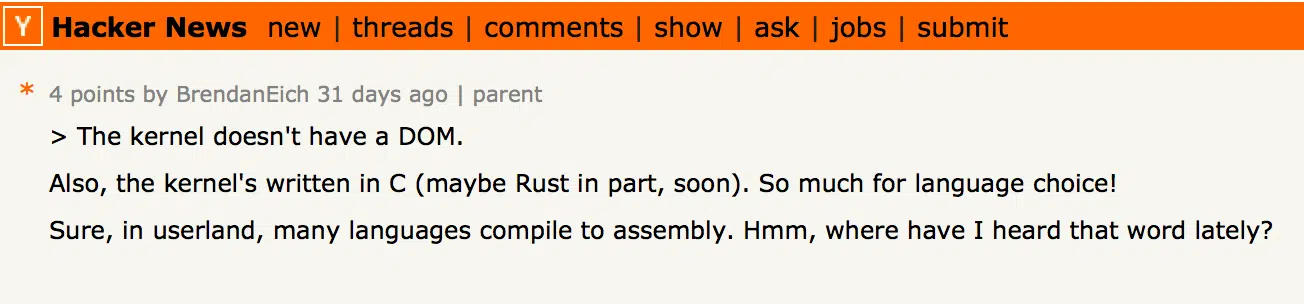 Y Hacker News new | threads | comments | show | ask | jobs | submit
* 4 points by BrendanEich 31 days ago | parent
> The kernel doesn't have a DOM.
Also, the kernel's written in C (maybe Rust in part, soon). So much for language choice!
Sure, in userland, many languages compile to assembly. Hmm, where have I heard that word lately?